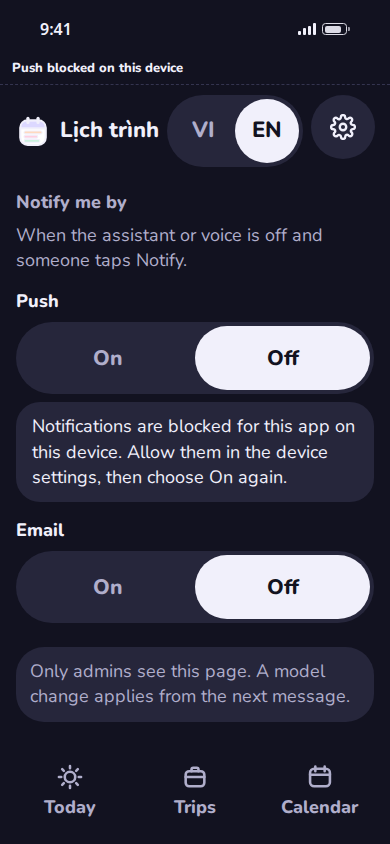 9:41
Push blocked on this device
Lịch trình
VI
EN
Notify me by
When the assistant or voice is off and
someone taps Notify.
Push
On
Off
Notifications are blocked for this app on
this device. Allow them in the device
settings, then choose On again.
Email
On
Off
Only admins see this page. A model
change applies from the next message.
Today
Trips
Calendar